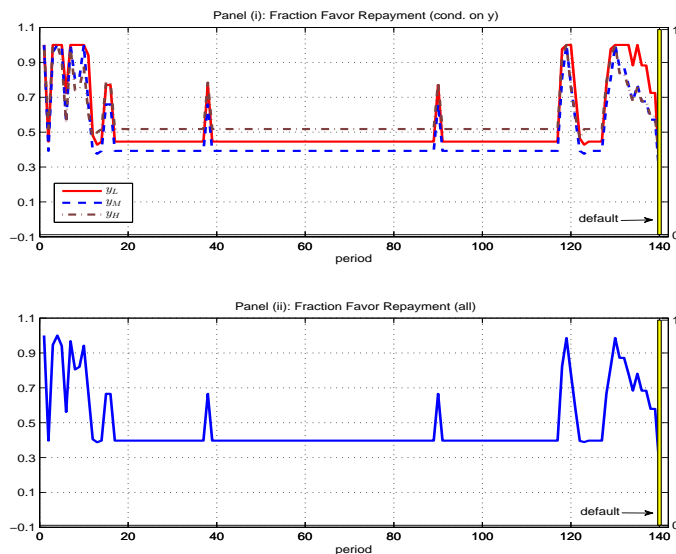 Panel (i): Fraction Favor Repayment (cond. on y)
1.1
0.9
0.7
0.5
0.3
0.1
−0.1
1
0
y_L
y_M
y_H
default
0 20 40 60 80 100 120 140
period
Panel (ii): Fraction Favor Repayment (all)
1.1
0.9
0.7
0.5
0.3
0.1
−0.1
1
0
default
0 20 40 60 80 100 120 140
period